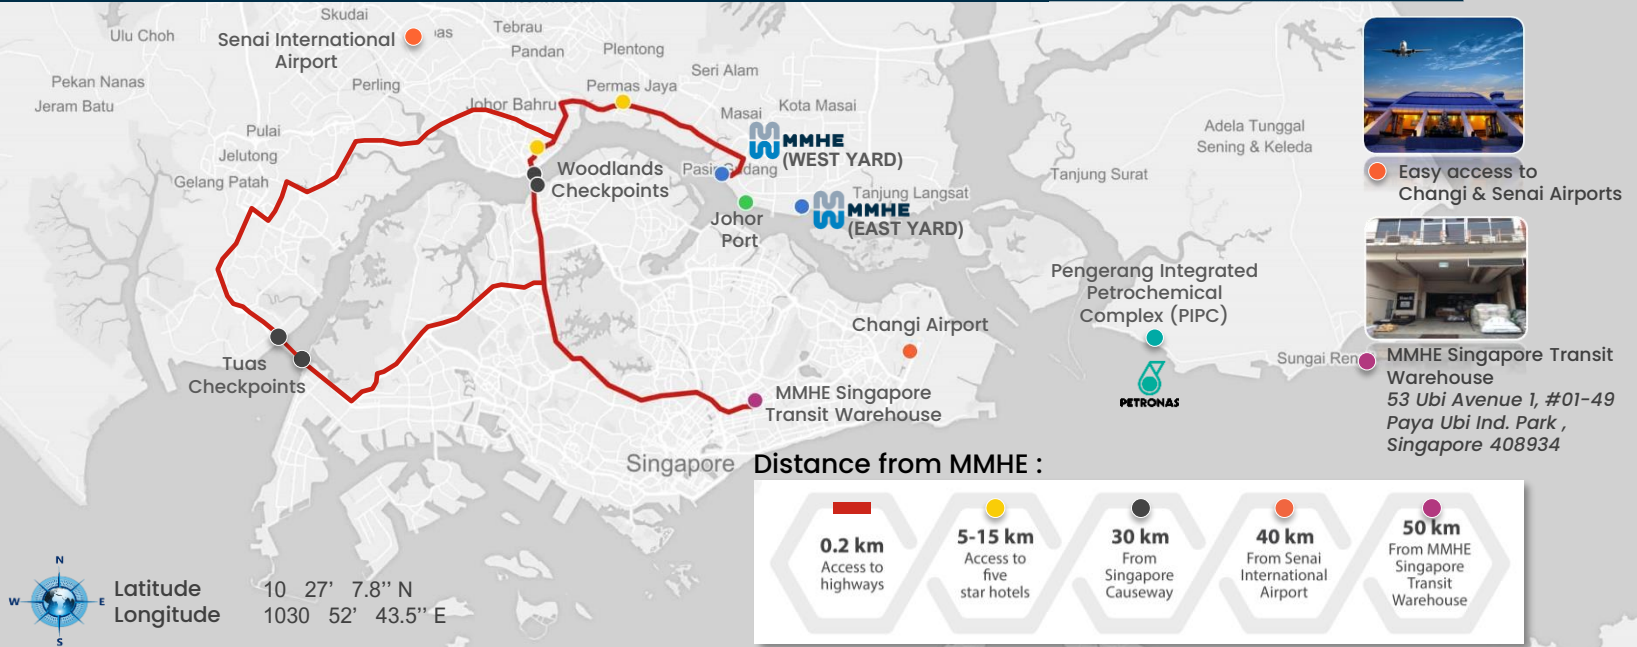 Skudai
Ulu Choh
Senai International
Airport
Tebrau
Pandan
Plentong
Pekan Nanas
Jeram Batu
Perling
Seri Alam
Permas Jaya
Johor Bahru
Masai
Kota Masai
Pulai
Jelutong
Gelang Patah
MMHE
(WEST YARD)
Woodlands
Checkpoints
Tanjung Langsat
Johor
Port
MMHE
(EAST YARD)
Adela Tunggal
Sening & Keleda
Tanjung Surat
Easy access to
Changi & Senai Airports
Pengerang Integrated
Petrochemical
Complex (PIPC)
Changi Airport
PETRONAS
Tuas
Checkpoints
MMHE Singapore
Transit Warehouse
MMHE Singapore Transit
Warehouse
53 Ubi Avenue 1, #01-49
Paya Ubi Ind. Park ,
Singapore 408934
Sungai Ren
Singapore
Distance from MMHE :
0.2 km
Access to
highways
5-15 km
Access to
five
star hotels
30 km
From
Singapore
Causeway
40 km
From Senai
International
Airport
50 km
From MMHE
Singapore
Transit
Warehouse
N
W
E
S
Latitude 10 27’ 7.8’’ N
Longitude 1030 52’ 43.5’’ E